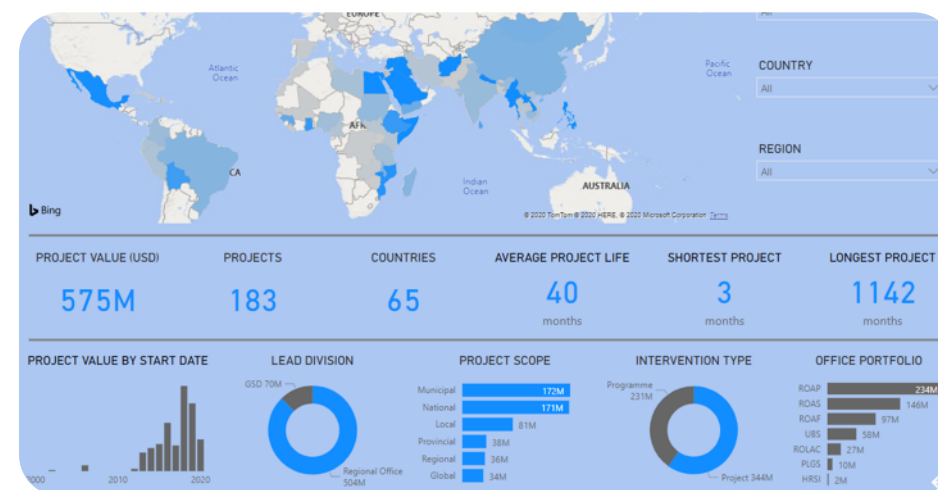 EUROPE
Atlantic
Ocean
Pacific
Ocean
COUNTRY
All
AFR
REGION
All
CA
Indian
Ocean
AUSTRALIA
Bing
© 2020 TomTom © 2020 HERE, © 2020 Microsoft Corporation Terms
PROJECT VALUE (USD)
575M
PROJECTS
183
COUNTRIES
65
AVERAGE PROJECT LIFE
40
months
SHORTEST PROJECT
3
months
LONGEST PROJECT
1142
months
PROJECT VALUE BY START DATE
2000 2010 2020
LEAD DIVISION
GSD 70M
Regional Office
504M
PROJECT SCOPE
Municipal 172M
National 171M
Local 81M
Provincial 38M
Regional 36M
Global 34M
INTERVENTION TYPE
Programme
231M
Project 344M
OFFICE PORTFOLIO
ROAP 234M
ROAS 146M
ROAF 97M
UBS 58M
ROLAC 27M
PLGS 10M
HRSI 2M